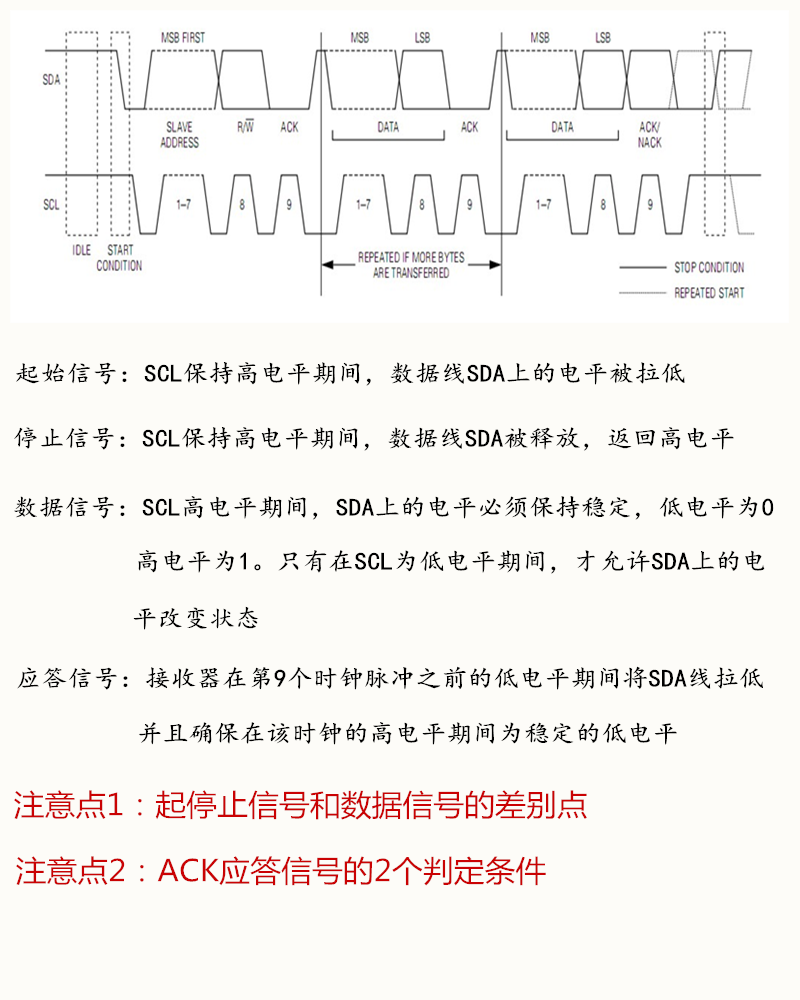 MSB FIRST MSB LSB MSB LSB
SDA
SLAVE ADDRESS R/W ACK DATA ACK DATA ACK/NACK
SCL 1–7 8 9 1–7 8 9 1–7 8 9
IDLE START CONDITION
REPEATED IF MORE BYTES
ARE TRANSFERRED
STOP CONDITION
REPEATED START
起始信号：SCL保持高电平期间，数据线SDA上的电平被拉低
停止信号：SCL保持高电平期间，数据线SDA被释放，返回高电平
数据信号：SCL高电平期间，SDA上的电平必须保持稳定，低电平为0
高电平为1。只有在SCL为低电平期间，才允许SDA上的电
平改变状态
应答信号：接收器在第9个时钟脉冲之前的低电平期间将SDA线拉低
并且确保在该时钟的高电平期间为稳定的低电平
注意点1：起停止信号和数据信号的差别点
注意点2：ACK应答信号的2个判定条件